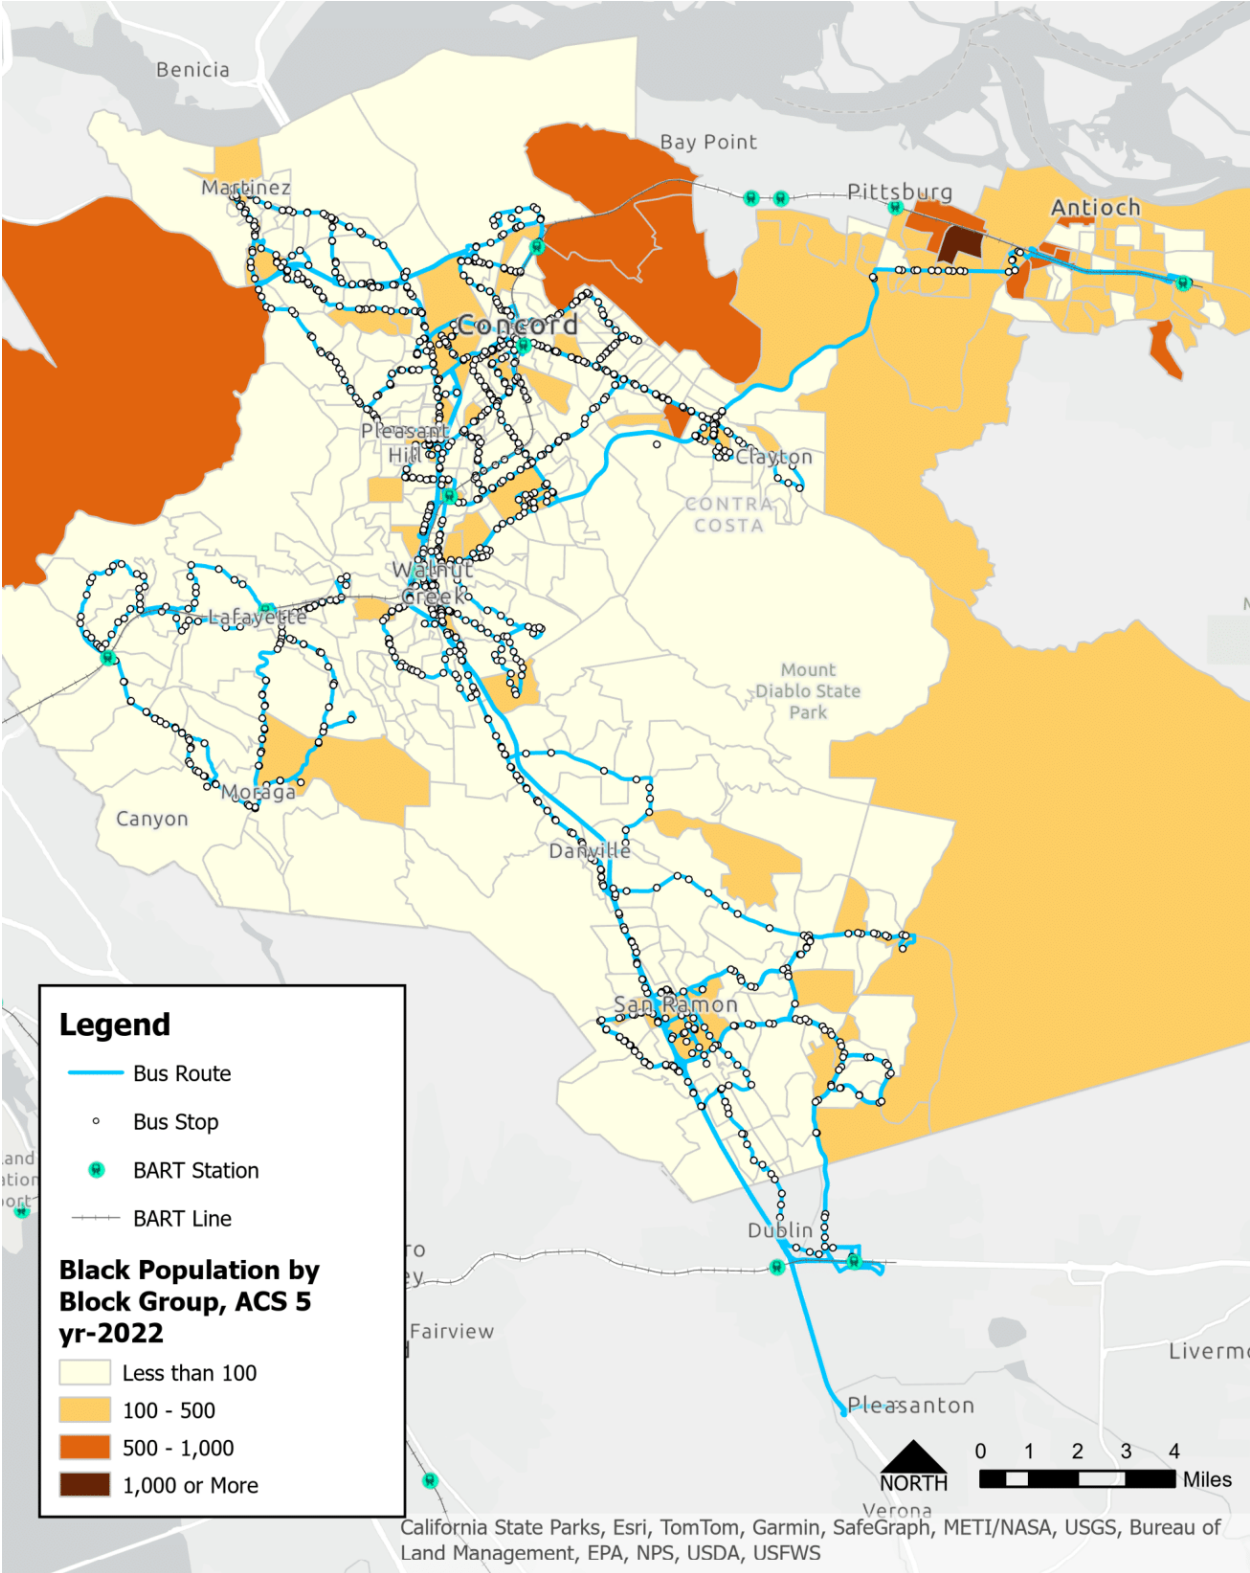 Benicia
Bay Point
Martinez
Pittsburg
Antioch
Concord
Pleasant
Hill
Clayton
CONTRA
COSTA
Walnut
Creek
Lafayette
Mount
Diablo State
Park
Moraga
Canyon
Danville
San Ramon
Legend
Bus Route
Bus Stop
BART Station
BART Line
Black Population by
Block Group, ACS 5
yr-2022
Less than 100
100 - 500
500 - 1,000
1,000 or More
Dublin
Fairview
Livermo
Pleasanton
0 1 2 3 4
Miles
NORTH
Verona
California State Parks, Esri, TomTom, Garmin, SafeGraph, METI/NASA, USGS, Bureau of
Land Management, EPA, NPS, USDA, USFWS